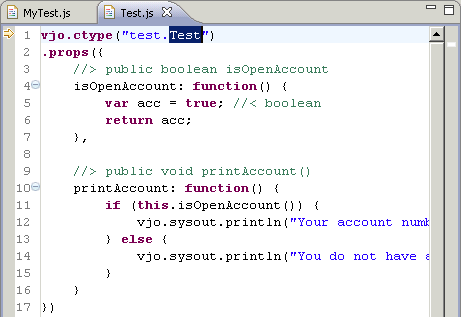 MyTest.js Test.js
1 vjo.ctype("test.Test")
2 .props({
3 //> public boolean isOpenAccount
4 isOpenAccount: function() {
5 var acc = true; //< boolean
6 return acc;
7 },
8
9 //> public void printAccount()
10 printAccount: function() {
11 if (this.isOpenAccount()) {
12 vjo.sysout.println("Your account numb
13 } else {
14 vjo.sysout.println("You do not have a
15 }
16 }
17 })